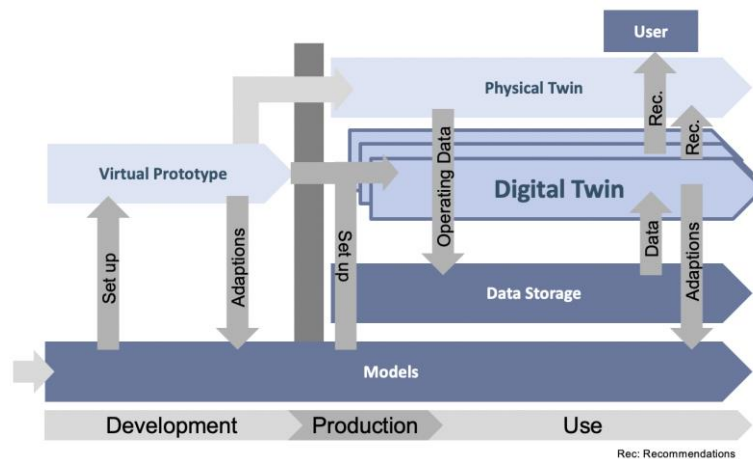 User
Physical Twin
Rec.
Rec.
Virtual Prototype
Operating Data
Digital Twin
Set up
Adaptions
Set up
Data
Adaptions
Data Storage
Models
Development
Production
Use
Rec: Recommendations